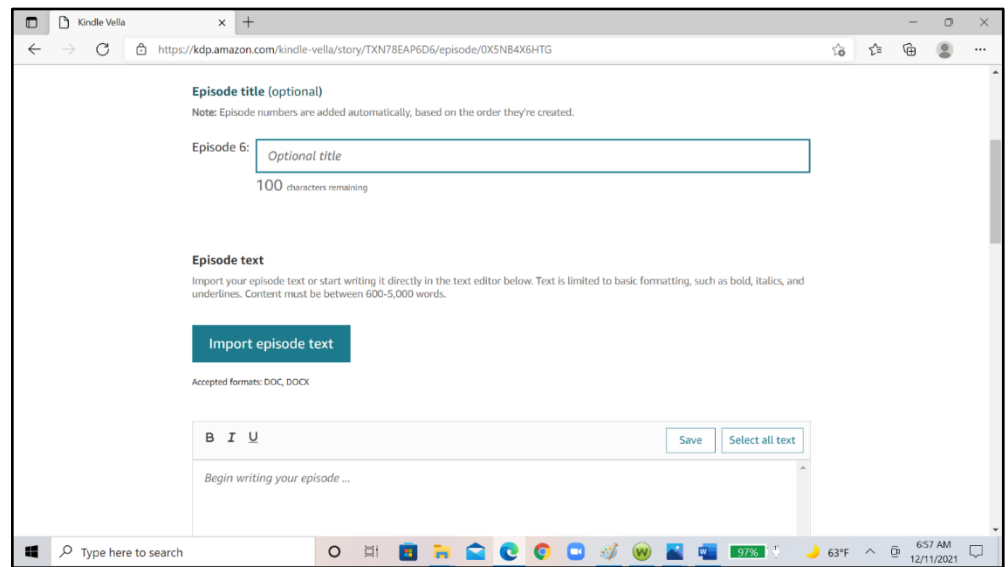 Kindle Vella
https://kdp.amazon.com/kindle-vella/story/TXN78EAP6D6/episode/0X5NB4X6HTG
Episode title (optional)
Note: Episode numbers are added automatically, based on the order they're created.
Episode 6:
Optional title
100 characters remaining
Episode text
Import your episode text or start writing it directly in the text editor below. Text is limited to basic formatting, such as bold, italics, and
underlines. Content must be between 600-5,000 words.
Import episode text
Accepted formats: DOC, DOCX
B I U
Save
Select all text
Begin writing your episode ...
Type here to search
97%
63°F
6:57 AM
12/11/2021